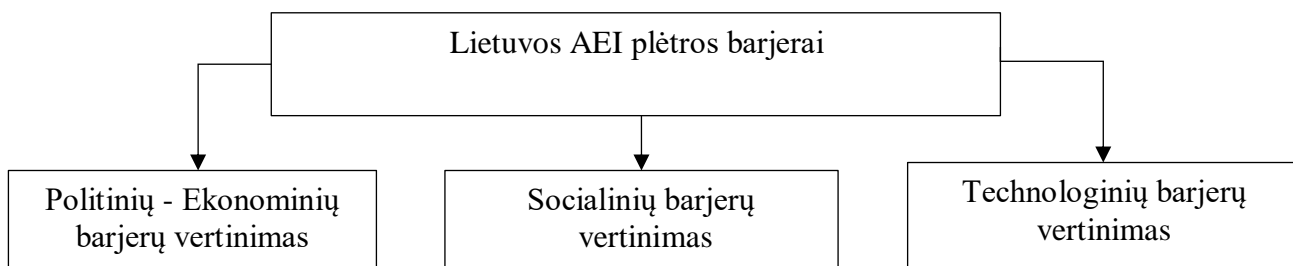 Lietuvos AEI plėtros barjerai
Politinių - Ekonominių
barjerų vertinimas
Socialinių barjerų
vertinimas
Technologinių barjerų
vertinimas